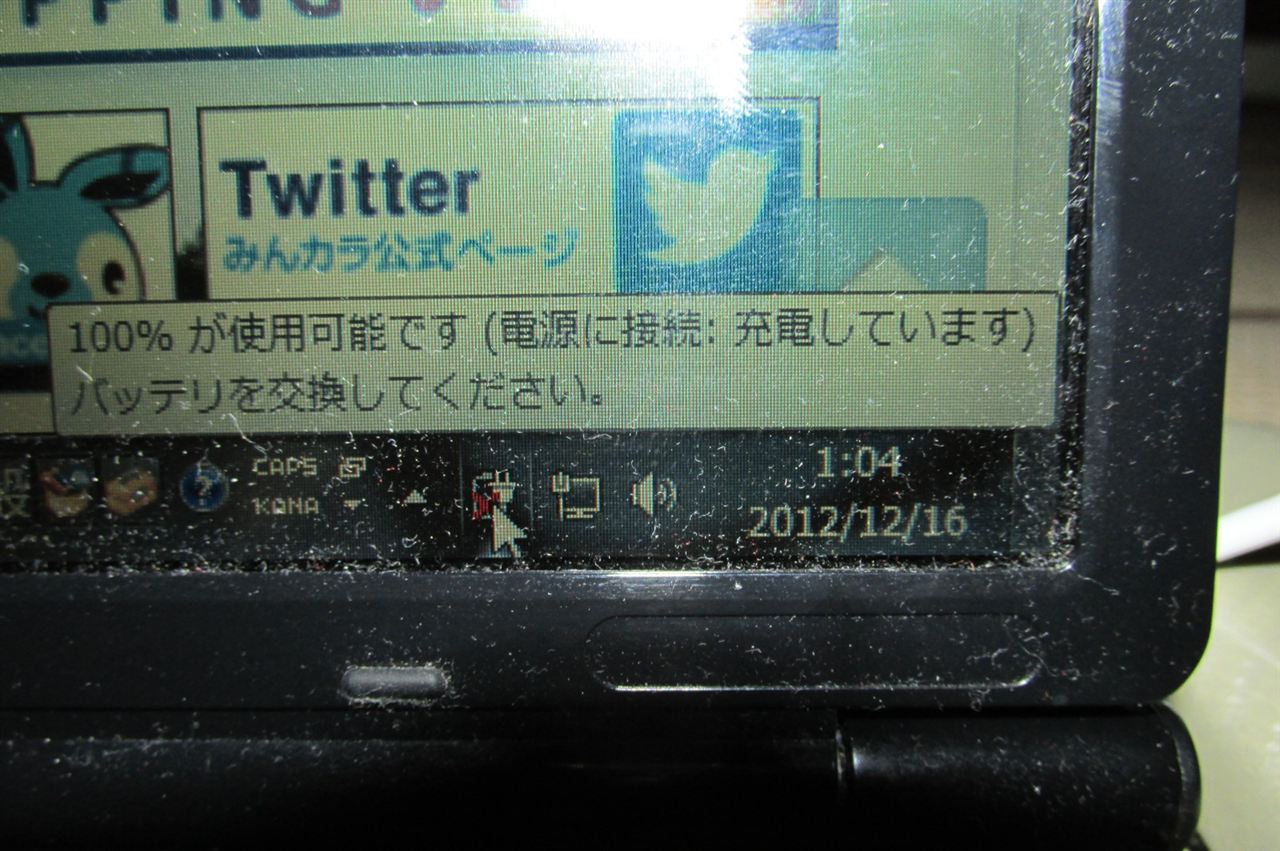 PPING
Twitter
みんカラ公式ページ
100% が使用可能です (電源に接続: 充電しています)
バッテリを交換してください。
CAPS
KANA
1:04
2012/12/16